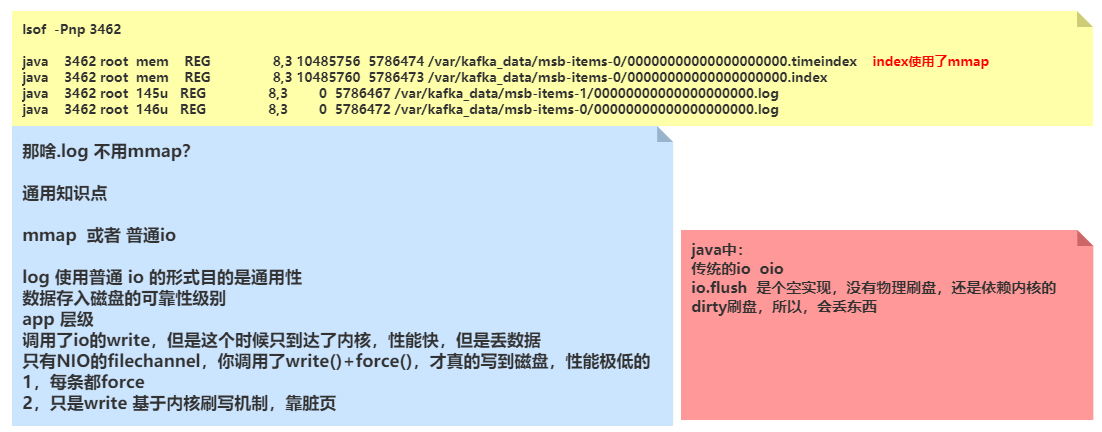 lsof  -Pnp 3462
java    3462 root  mem    REG                8,3 10485756  5786474 /var/kafka_data/msb-items-0/00000000000000000000.timeindex    index使用了mmap
java    3462 root  mem    REG                8,3 10485760  5786473 /var/kafka_data/msb-items-0/00000000000000000000.index
java    3462 root  145u   REG                8,3        0  5786467 /var/kafka_data/msb-items-1/00000000000000000000.log
java    3462 root  146u   REG                8,3        0  5786472 /var/kafka_data/msb-items-0/00000000000000000000.log
那啥.log 不用mmap?
通用知识点
mmap  或者 普通io
log 使用普通 io 的形式目的是通用性
数据存入磁盘的可靠性级别
app 层级
调用了io的write，但是这个时候只到达了内核，性能快，但是丢数据
只有NIO的filechannel，你调用了write()+force()，才真的写到磁盘，性能极低的
1，每条都force
2，只是write 基于内核刷写机制，靠脏页
java中：
传统的io  oio
io.flush  是个空实现，没有物理刷盘，还是依赖内核的
dirty刷盘，所以，会丢东西